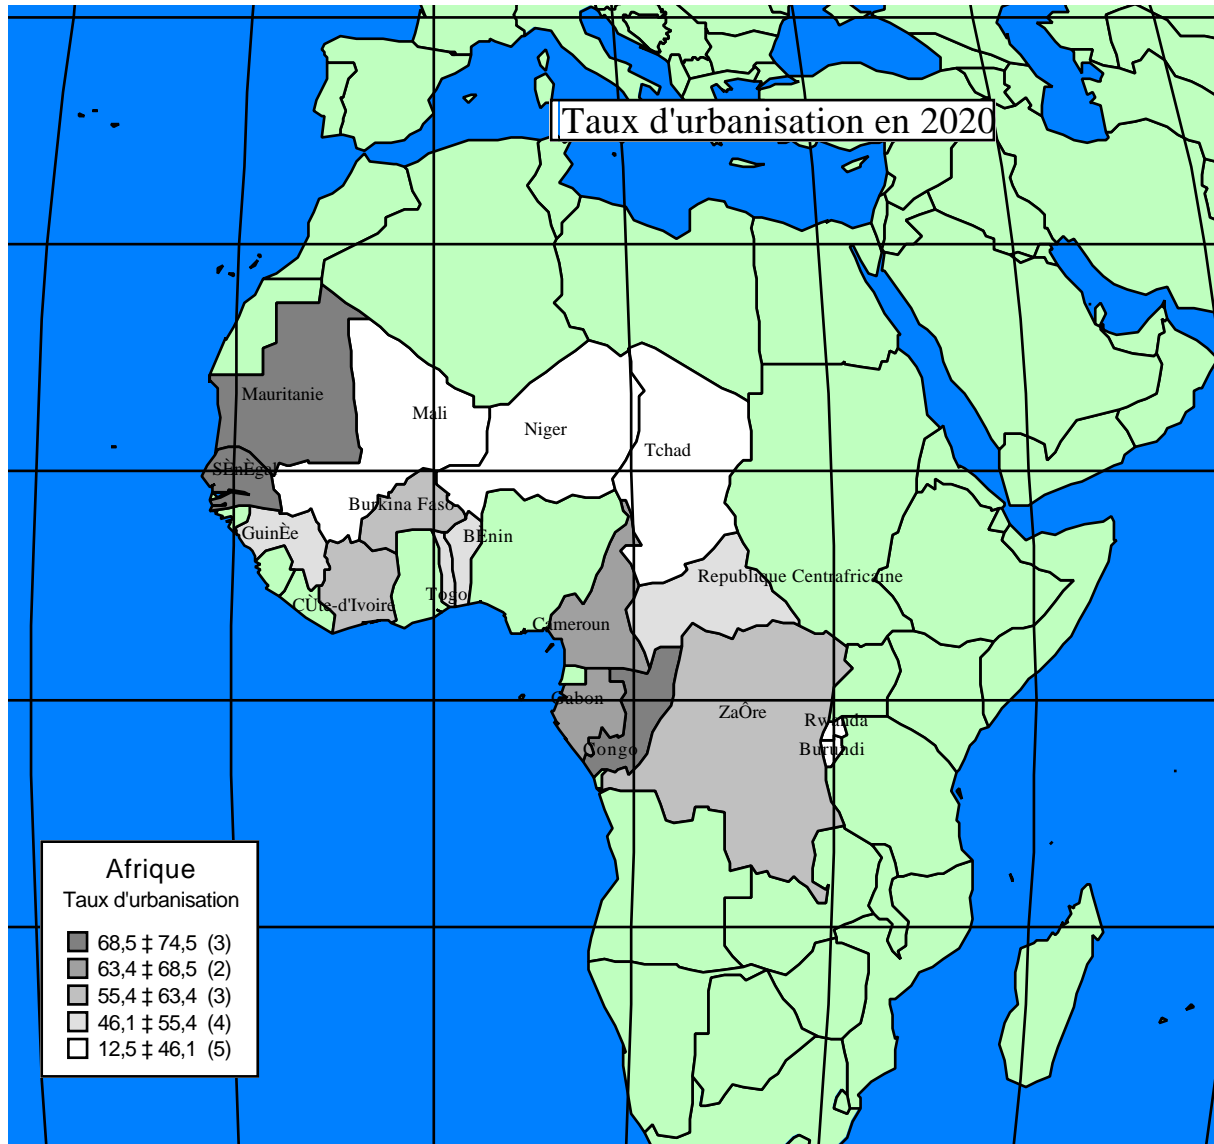 Taux d'urbanisation en 2020
Mauritanie
Mali
Niger
Tchad
SÈnÈgal
Burkina Faso
GuinÈe
BÈnin
Republique Centrafricaine
CÙte-d'Ivoire
Togo
Cameroun
Gabon
ZaÔre
Rwanda
Congo
Burundi
Afrique
Taux d'urbanisation
68,5 ‡ 74,5 (3)
63,4 ‡ 68,5 (2)
55,4 ‡ 63,4 (3)
46,1 ‡ 55,4 (4)
12,5 ‡ 46,1 (5)